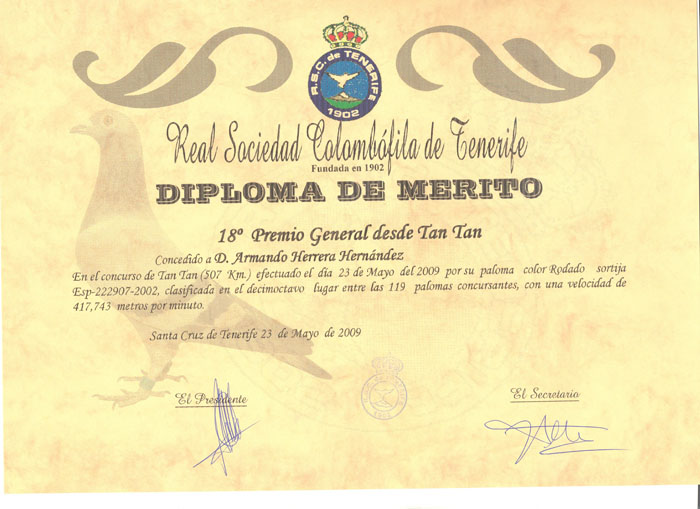 R.S.C. de TENERIFE
1902
Real Sociedad Colombófila de Tenerife
Fundada en 1902
DIPLOMA DE MERITO
18º Premio General desde Tan Tan
Concedido a D. Armando Herrera Hernández
En el concurso de Tan Tan (507 Km.) efectuado el dia 23 de Mayo del 2009 por su paloma color Rodado sortija
Esp-222907-2002, clasificada en el decimoctavo lugar entre las 119 palomas concursantes, con una velocidad de
417,743 metros por minuto.
Santa Cruz de Tenerife 23 de Mayo de 2009
El Presidente
El Secretario